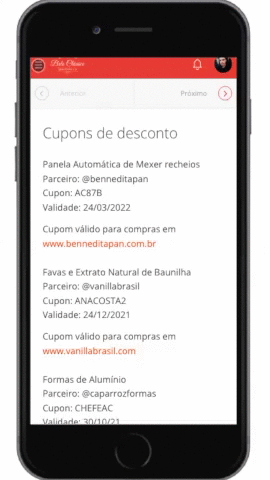 Anterior
Próximo
Cupons de desconto
Panela Automática de Mexer recheios
Parceiro: @benneditapan
Cupon: AC87B
Validade: 24/03/2022
Cupom válido para compras em
www.benneditapan.com.br
Favas e Extrato Natural de Baunilha
Parceiro: @vanillabrasil
Cupon: ANACOSTA2
Validade: 24/12/2021
Cupom válido para compras em
www.vanillabrasil.com
Formas de Alumínio
Parceiro: @caparrozformas
Cupon: CHEFEAC
Validade: 30/10/21